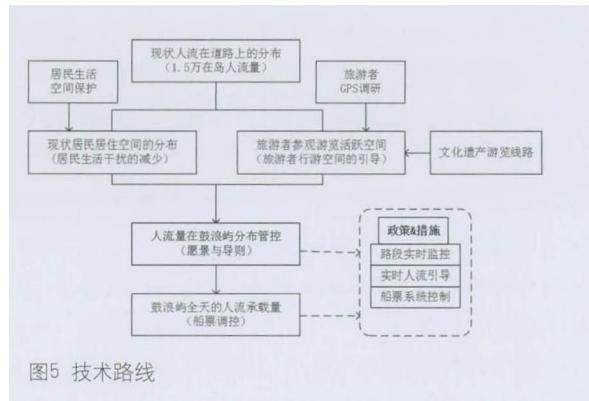 现状人流在道路上的分布
(1.5万在岛人流量)
居民生活
空间保护
旅游者
GPS调研
现状居民居住空间的分布
(居民生活干扰的减少)
旅游者参观游览活跃空间
(旅游者行游空间的引导)
文化遗产游览线路
人流量在鼓浪屿分布管控
(愿景与导则)
政策&措施
路段实时监控
实时人流引导
船票系统控制
鼓浪屿全天的人流承载量
(船票调控)
图5 技术路线